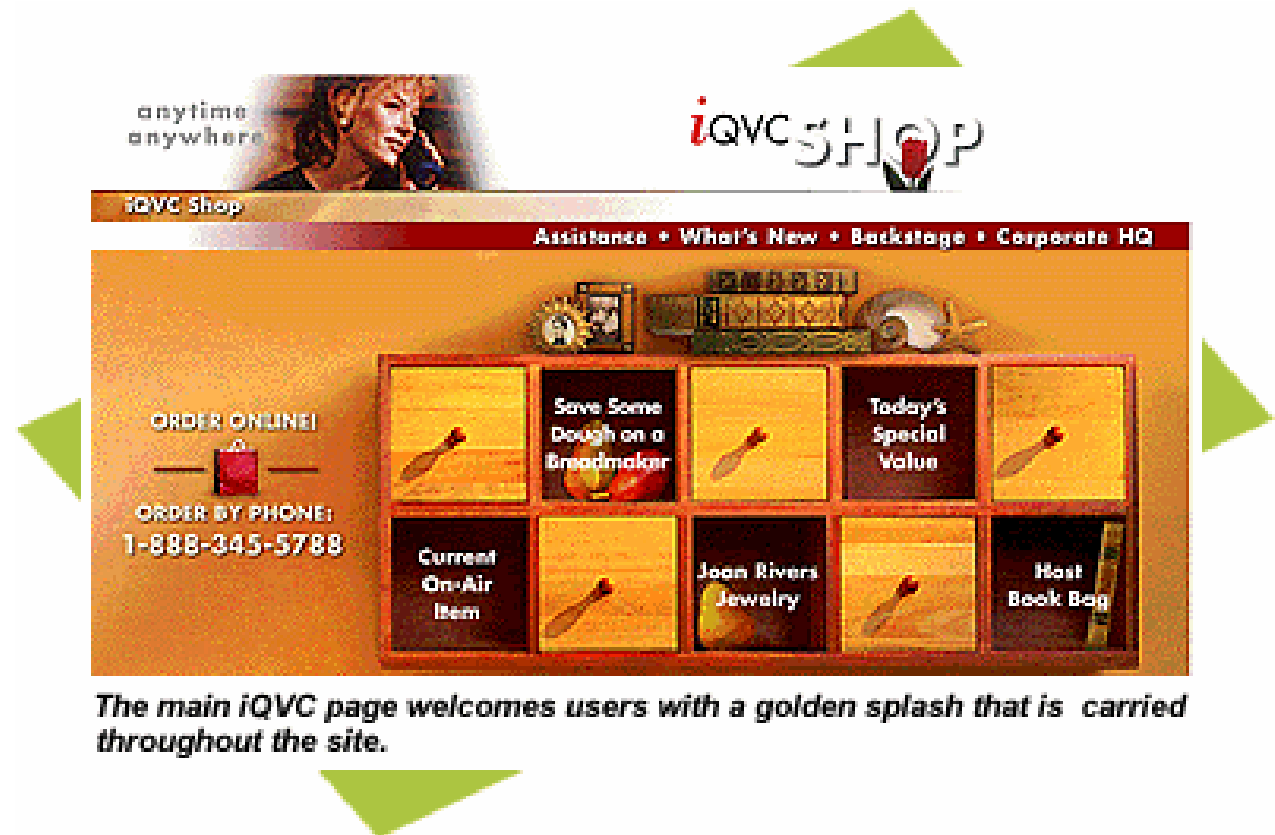 anytime
anywhere
iQVC SHOP
iQVC Shop
Assistance • What's New • Backstage • Corporate HQ
ORDER ONLINE!
ORDER BY PHONE:
1-888-345-5788
Save Some
Dough on a
Breadmaker
Today's
Special
Value
Current
On-Air
Item
Joan Rivers
Jewelry
Host
Book Bag
The main iQVC page welcomes users with a golden splash that is carried
throughout the site.